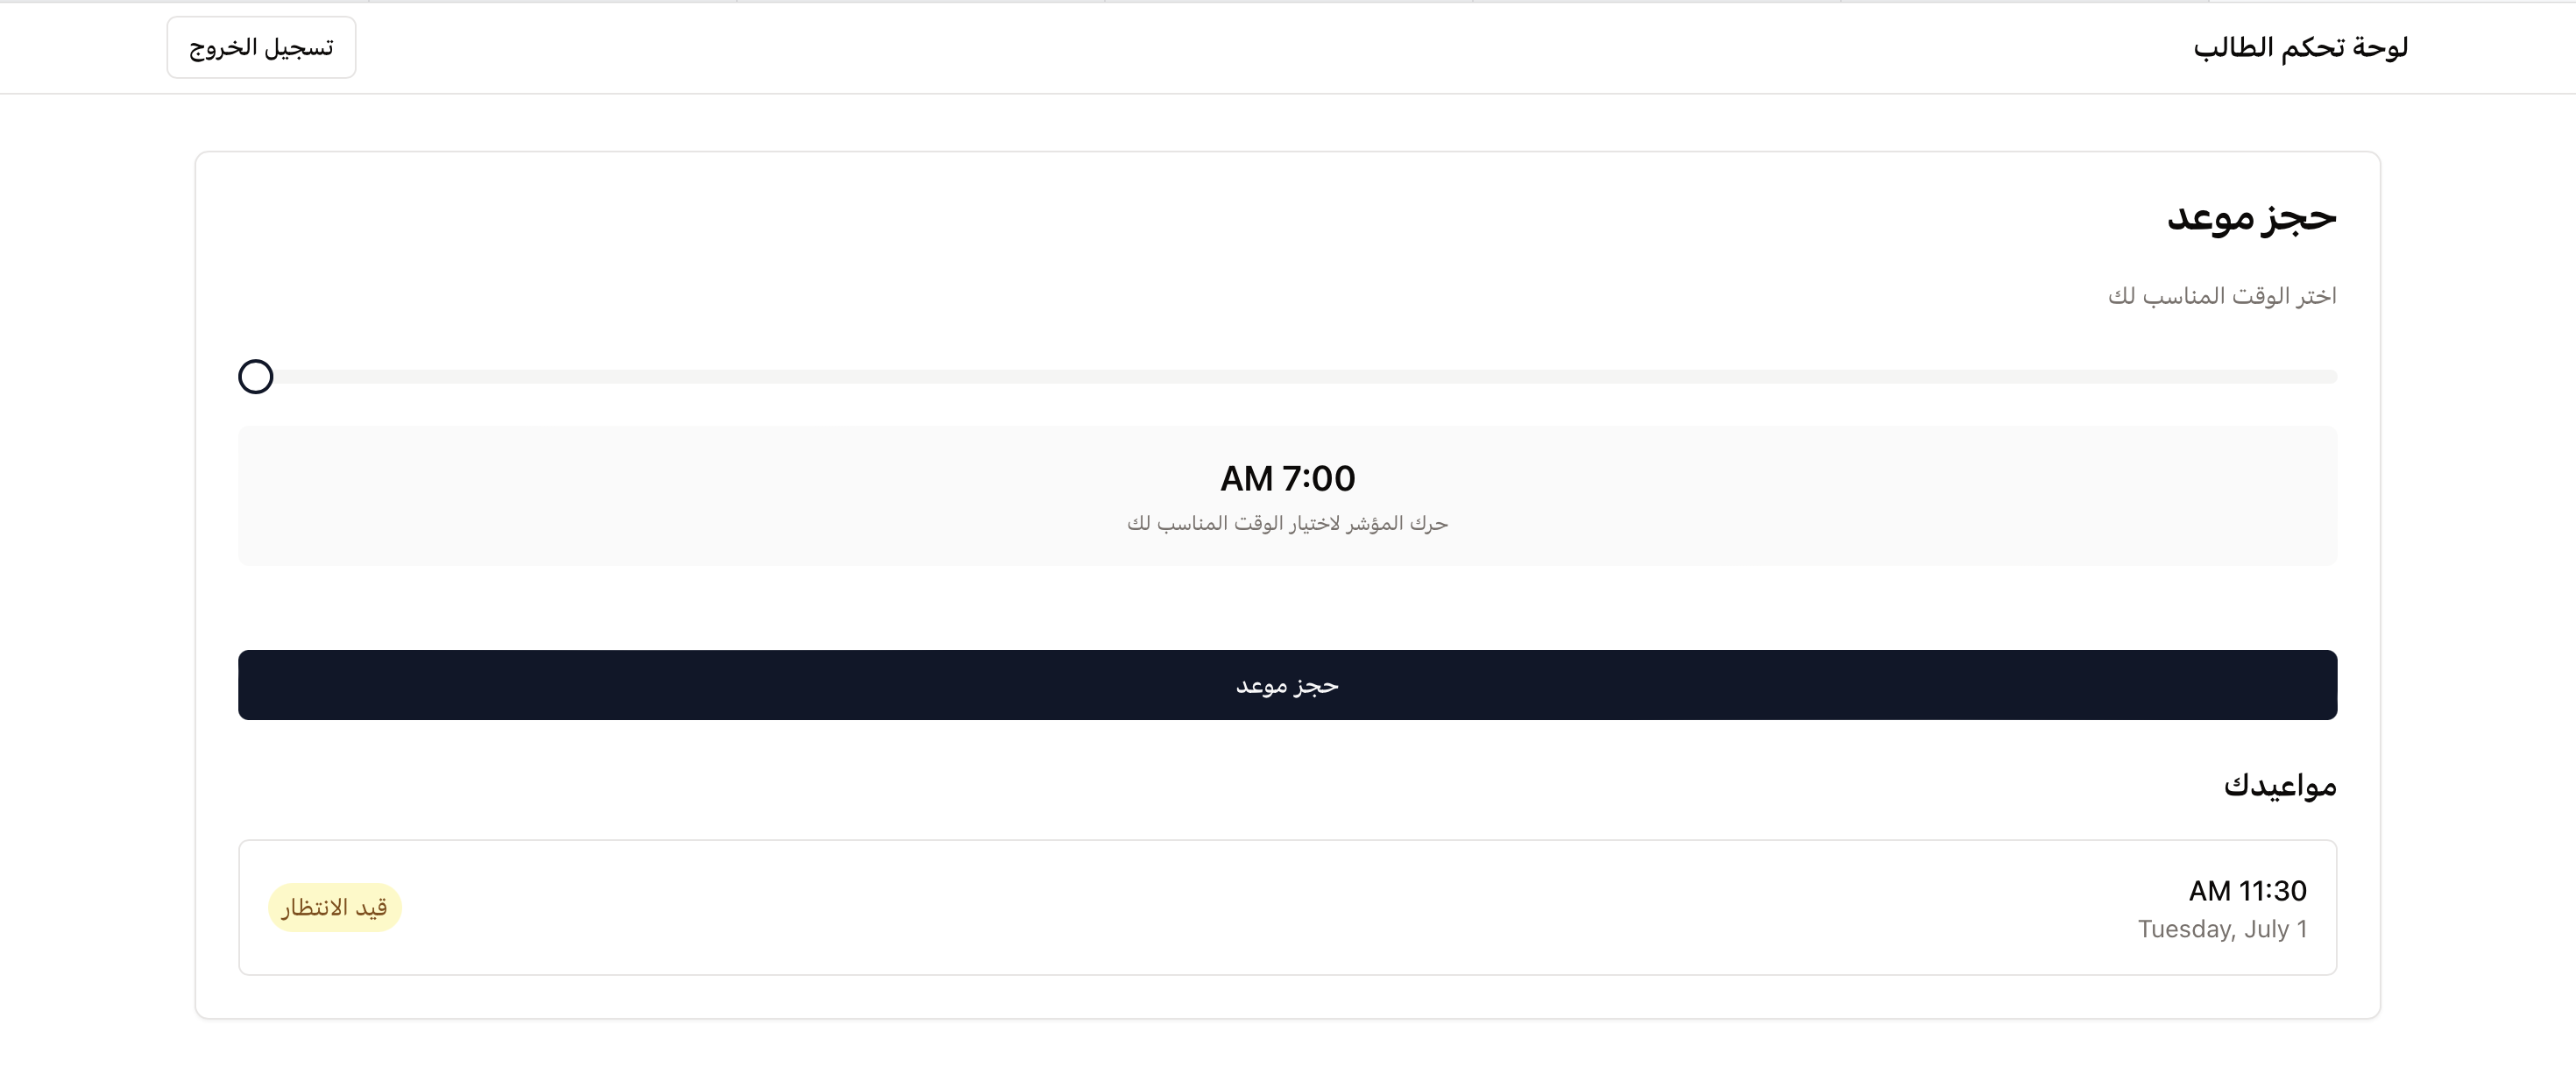 لوحة تحكم الطالب
تسجيل الخروج
حجز موعد
اختر الوقت المناسب لك
AM 7:00
حرك المؤشر لاختيار الوقت المناسب لك
حجز موعد
مواعيدك
AM 11:30
Tuesday, July 1
قيد الانتظار